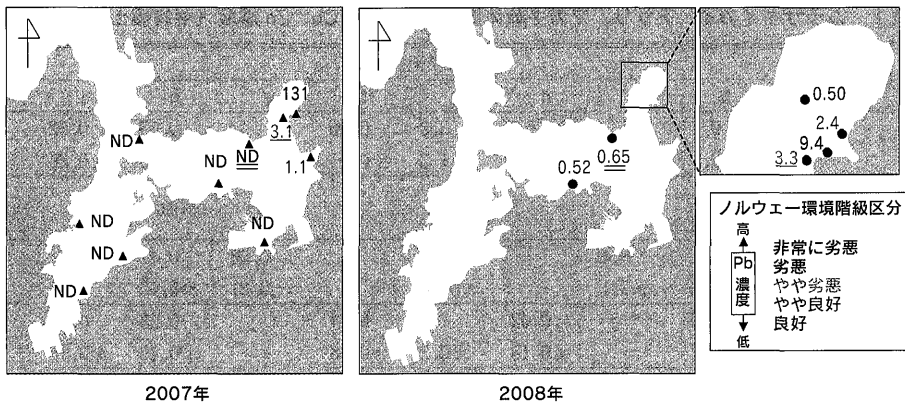 131
3.1
ND
ND
ND
1.1
ND
ND
ND
ND
2007年
0.65
0.52
2008年
0.50
2.4
9.4
3.3
ノルウェー環境階級区分
高
Pb
濃度
低
非常に劣悪
劣悪
やや劣悪
やや良好
良好